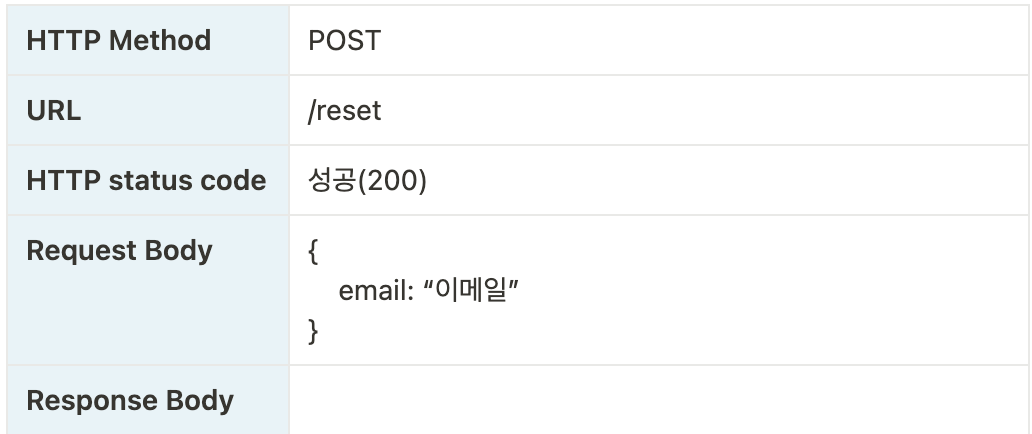 HTTP Method POST
URL /reset
HTTP status code 성공(200)
Request Body {
email: “이메일”
}
Response Body